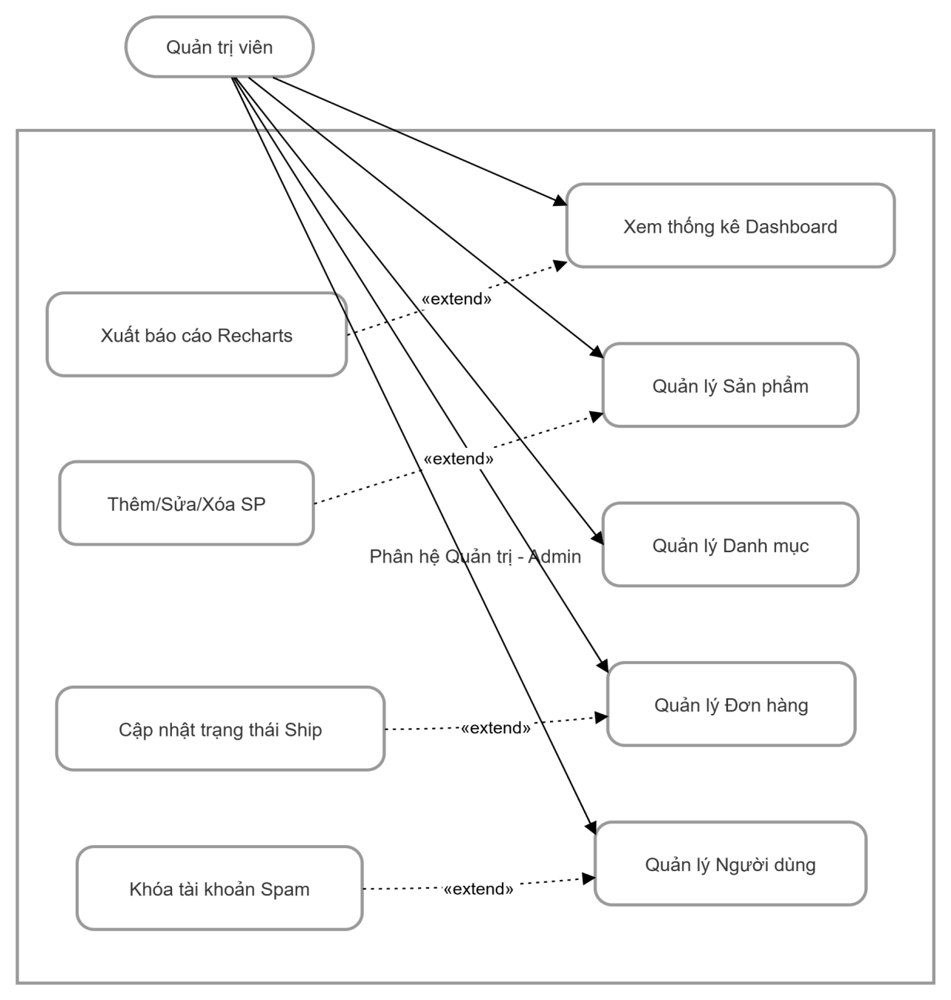 Quản trị viên
Xem thống kê Dashboard
«extend»
Xuất báo cáo Recharts
Quản lý Sản phẩm
«extend»
Thêm/Sửa/Xóa SP
Quản lý Danh mục
Phân hệ Quản trị - Admin
Quản lý Đơn hàng
Cập nhật trạng thái Ship
«extend»
Quản lý Người dùng
Khóa tài khoản Spam
«extend»